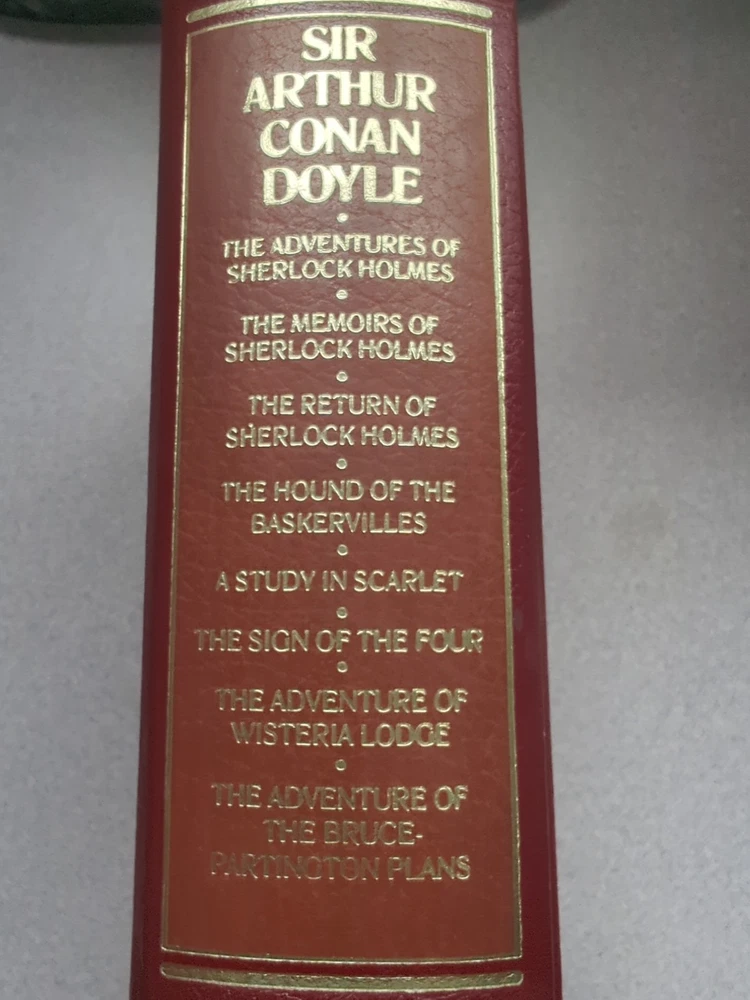 SIR
ARTHUR
CONAN
DOYLE
THE ADVENTURES OF
SHERLOCK HOLMES
THE MEMOIRS OF
SHERLOCK HOLMES
THE RETURN OF
SHERLOCK HOLMES
THE HOUND OF THE
BASKERVILLES
A STUDY IN SCARLET
THE SIGN OF THE FOUR
THE ADVENTURE OF
WISTERIA LODGE
THE ADVENTURE OF
THE BRUCE-
PARTINGTON PLANS